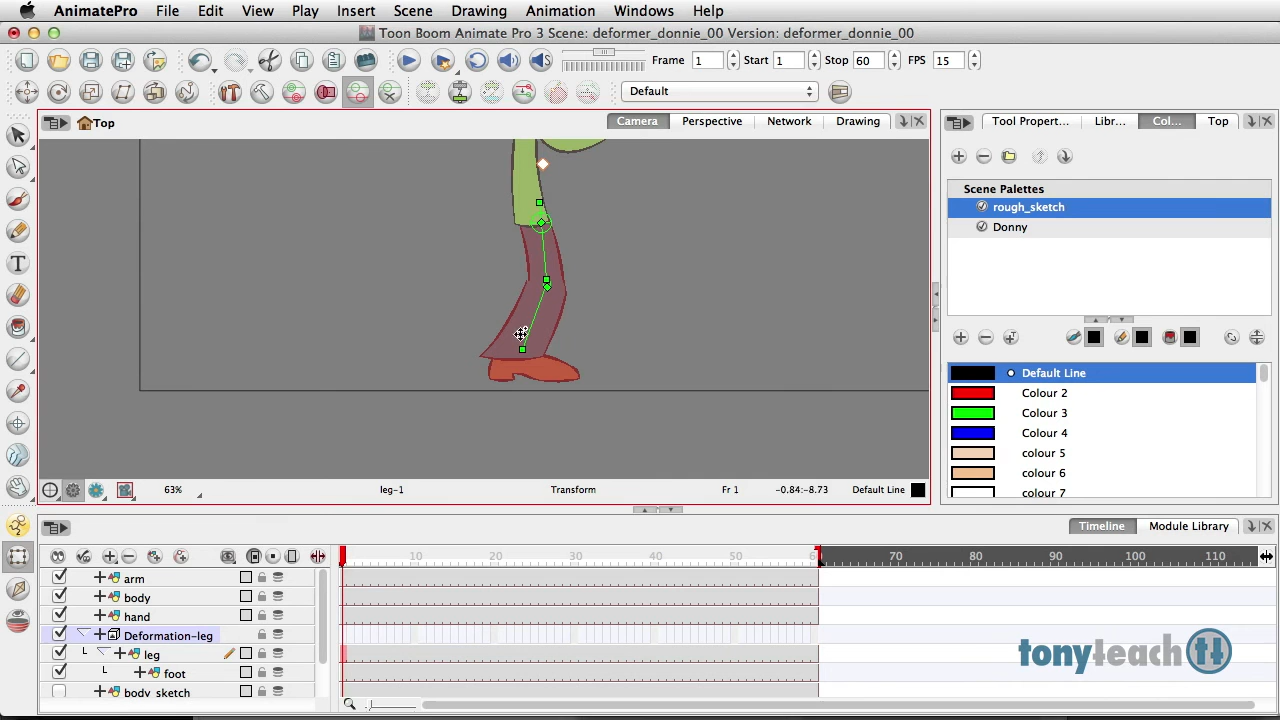 AnimatePro File Edit View Play Insert Scene Drawing Animation Windows Help
Toon Boom Animate Pro 3 Scene: deformer_donnie_00 Version: deformer_donnie_00
Frame 1 Start 1 Stop 60 FPS 15
Default
Top Camera Perspective Network Drawing
Tool Propert... Libr... Col... Top
Scene Palettes
rough_sketch
Donny
T
Default Line
Colour 2
Colour 3
Colour 4
colour 5
colour 6
colour 7
63% leg-1 Transform Fr 1 -0.84:-8.73 Default Line
Timeline Module Library
10 20 30 40 50 6 70 80 90 100 110
arm
body
hand
Deformation-leg
leg
foot
body_sketch
tonyteach tt